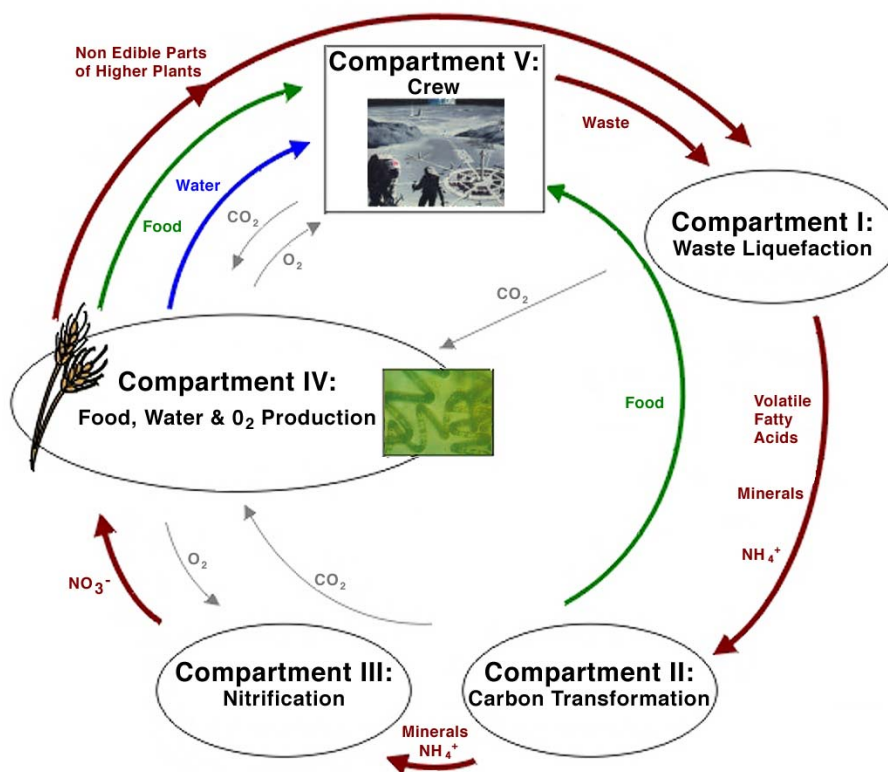 Non Edible Parts
of Higher Plants
Compartment V:
Crew
Waste
Water
Food
CO₂
O₂
Compartment I:
Waste Liquefaction
CO₂
Compartment IV:
Food, Water & 0₂ Production
Food
Volatile
Fatty
Acids
Minerals
NH₄⁺
O₂
CO₂
NO₃⁻
Compartment III:
Nitrification
Compartment II:
Carbon Transformation
Minerals
NH₄⁺